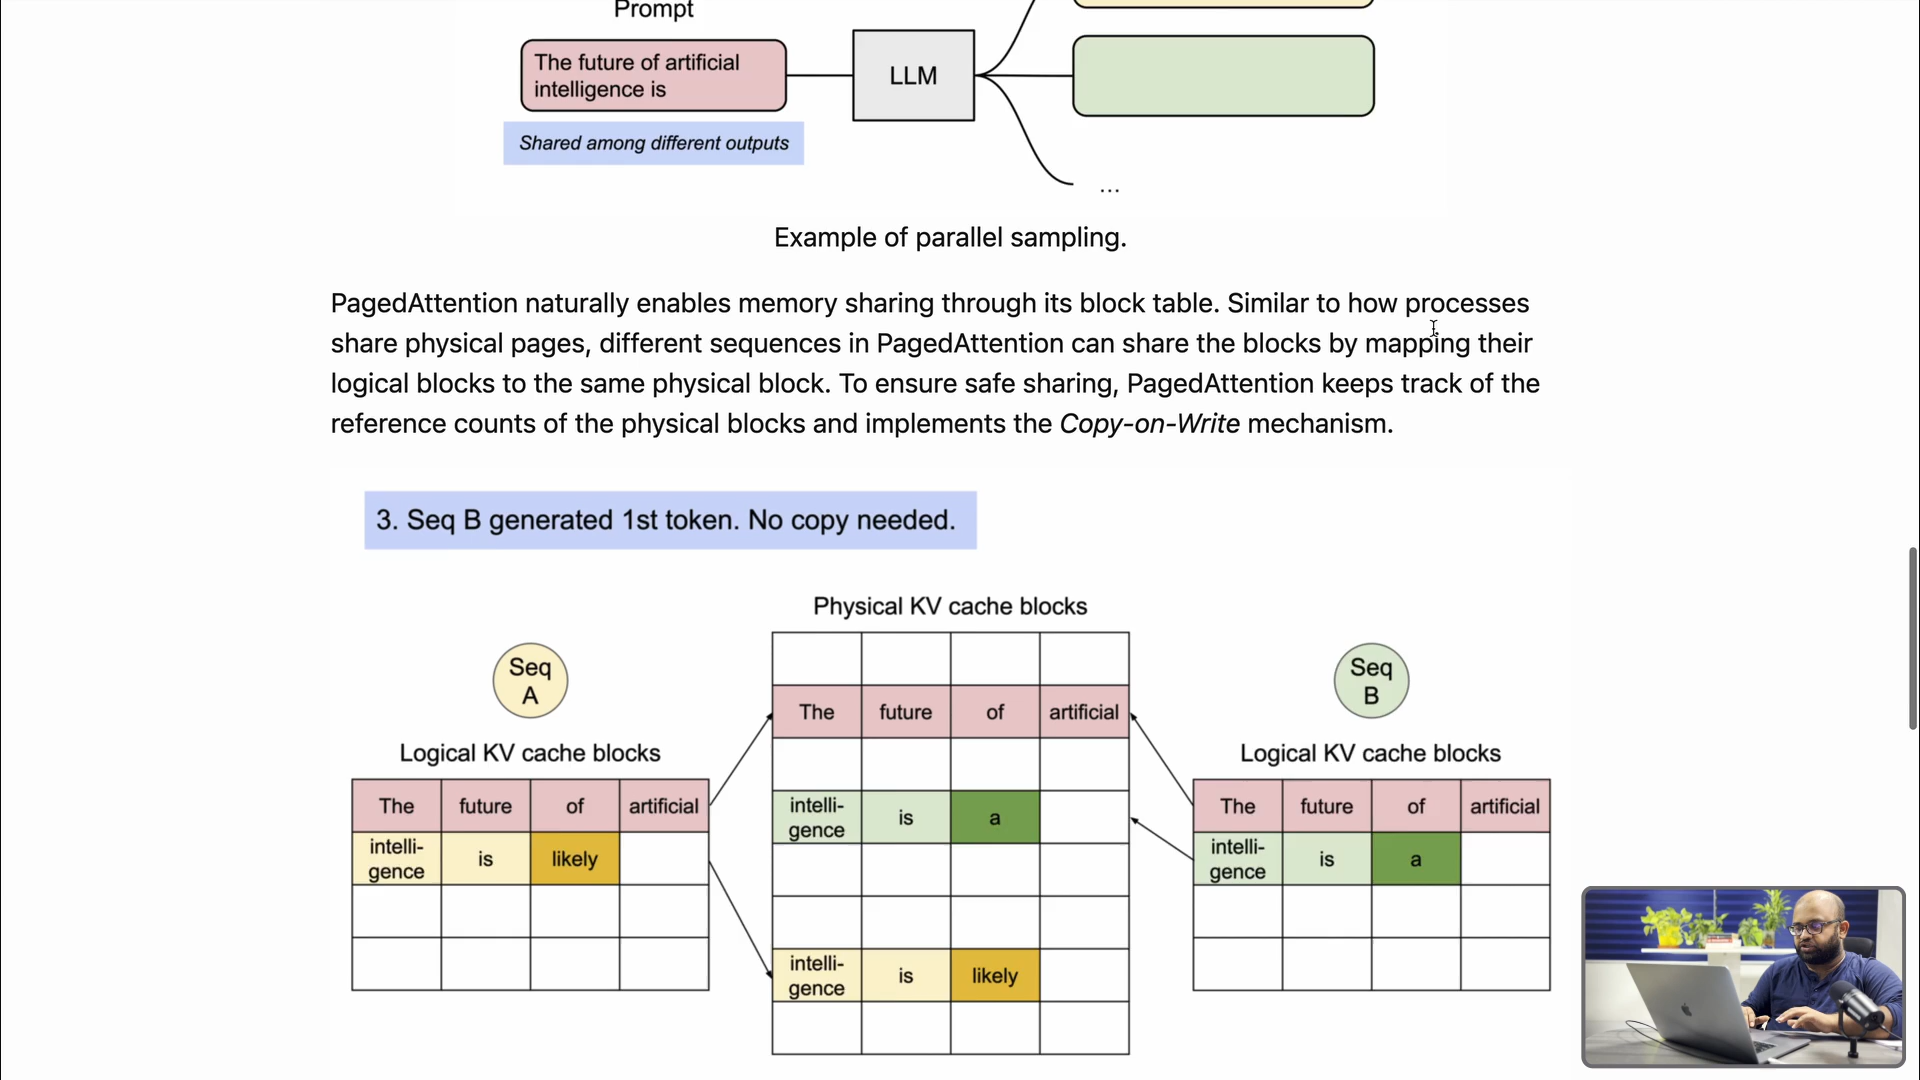 Prompt
The future of artificial
intelligence is
LLM
Shared among different outputs
...
Example of parallel sampling.
PagedAttention naturally enables memory sharing through its block table. Similar to how processes
share physical pages, different sequences in PagedAttention can share the blocks by mapping their
logical blocks to the same physical block. To ensure safe sharing, PagedAttention keeps track of the
reference counts of the physical blocks and implements the Copy-on-Write mechanism.
3. Seq B generated 1st token. No copy needed.
Seq
A
Logical KV cache blocks
The future of artificial
intelli-
gence is likely
Physical KV cache blocks
The future of artificial
intelli-
gence is a
intelli-
gence is likely
Seq
B
Logical KV cache blocks
The future of artificial
intelli-
gence is a